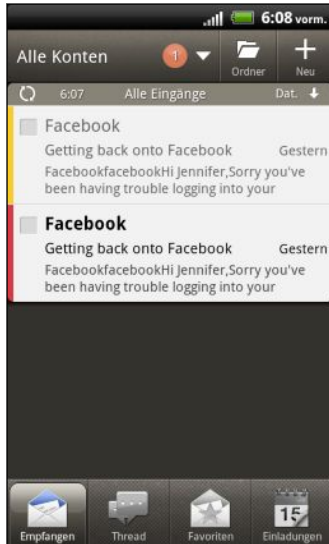 6:08 vorm.
Alle Konten 1 Ordner Neu
6:07 Alle Eingänge Dat.
Facebook
Getting back onto Facebook Gestern
FacebookfacebookHi Jennifer,Sorry you've
been having trouble logging into your
Facebook
Getting back onto Facebook Gestern
FacebookfacebookHi Jennifer,Sorry you've
been having trouble logging into your
15
Empfangen Thread Favoriten Einladungen